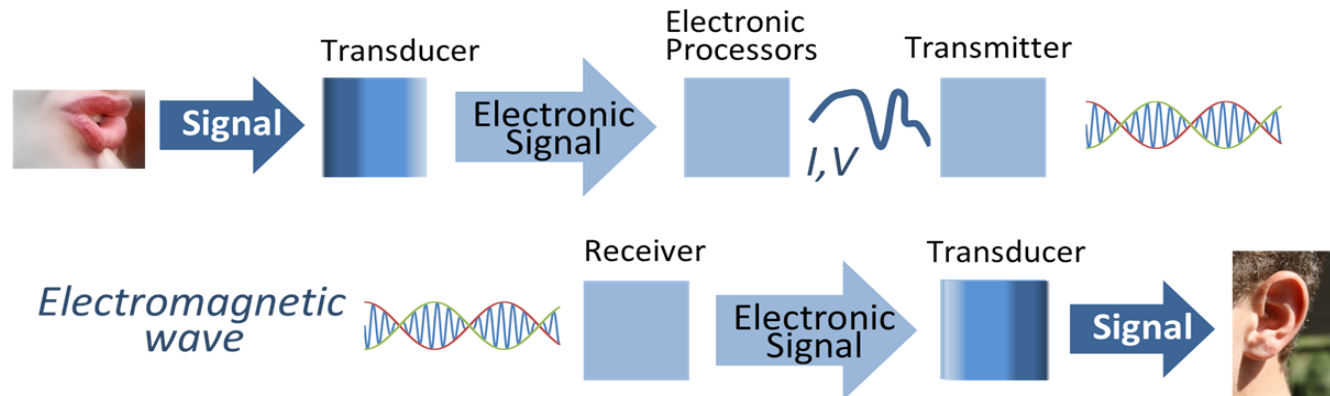 Electronic
Processors
Transducer
Transmitter
Signal
Electronic
Signal
I, V
Receiver
Transducer
Electromagnetic
wave
Electronic
Signal
Signal